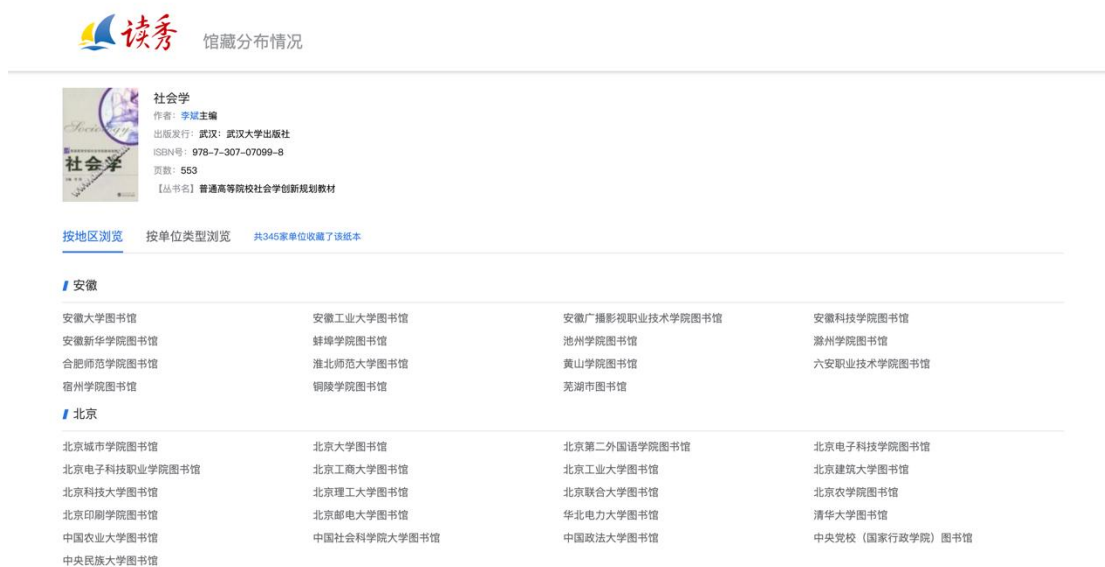 读秀 馆藏分布情况
社会学
作者：李斌主编
出版发行：武汉：武汉大学出版社
ISBN号：978-7-307-07099-8
页数：553
【丛书名】普通高等院校社会学创新规划教材
社会学
按地区浏览 按单位类型浏览 共345家单位收藏了该纸本
安徽
安徽大学图书馆 安徽工业大学图书馆 安徽广播影视职业技术学院图书馆 安徽科技学院图书馆
安徽新华学院图书馆 蚌埠学院图书馆 池州学院图书馆 滁州学院图书馆
合肥师范学院图书馆 淮北师范大学图书馆 黄山学院图书馆 六安职业技术学院图书馆
宿州学院图书馆 铜陵学院图书馆 芜湖市图书馆
北京
北京城市学院图书馆 北京大学图书馆 北京第二外国语学院图书馆 北京电子科技学院图书馆
北京电子科技职业学院图书馆 北京工商大学图书馆 北京工业大学图书馆 北京建筑大学图书馆
北京科技大学图书馆 北京理工大学图书馆 北京联合大学图书馆 北京农学院图书馆
北京印刷学院图书馆 北京邮电大学图书馆 华北电力大学图书馆 清华大学图书馆
中国农业大学图书馆 中国社会科学院大学图书馆 中国政法大学图书馆 中央党校（国家行政学院）图书馆
中央民族大学图书馆